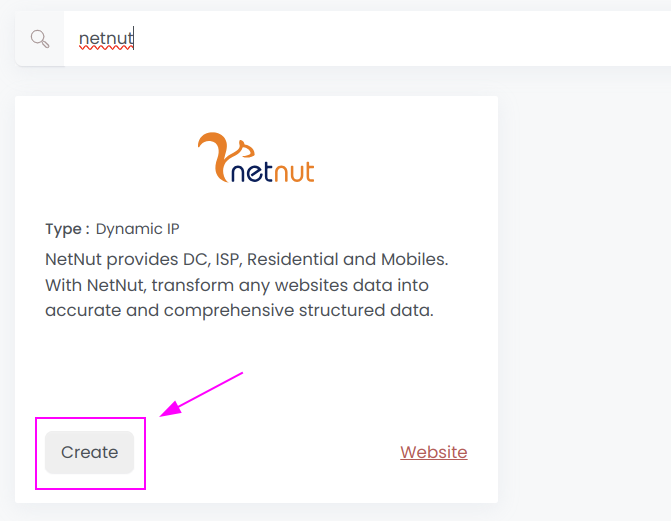 netnut
netnut
Type : Dynamic IP
NetNut provides DC, ISP, Residential and Mobiles.
With NetNut, transform any websites data into
accurate and comprehensive structured data.
Create
Website